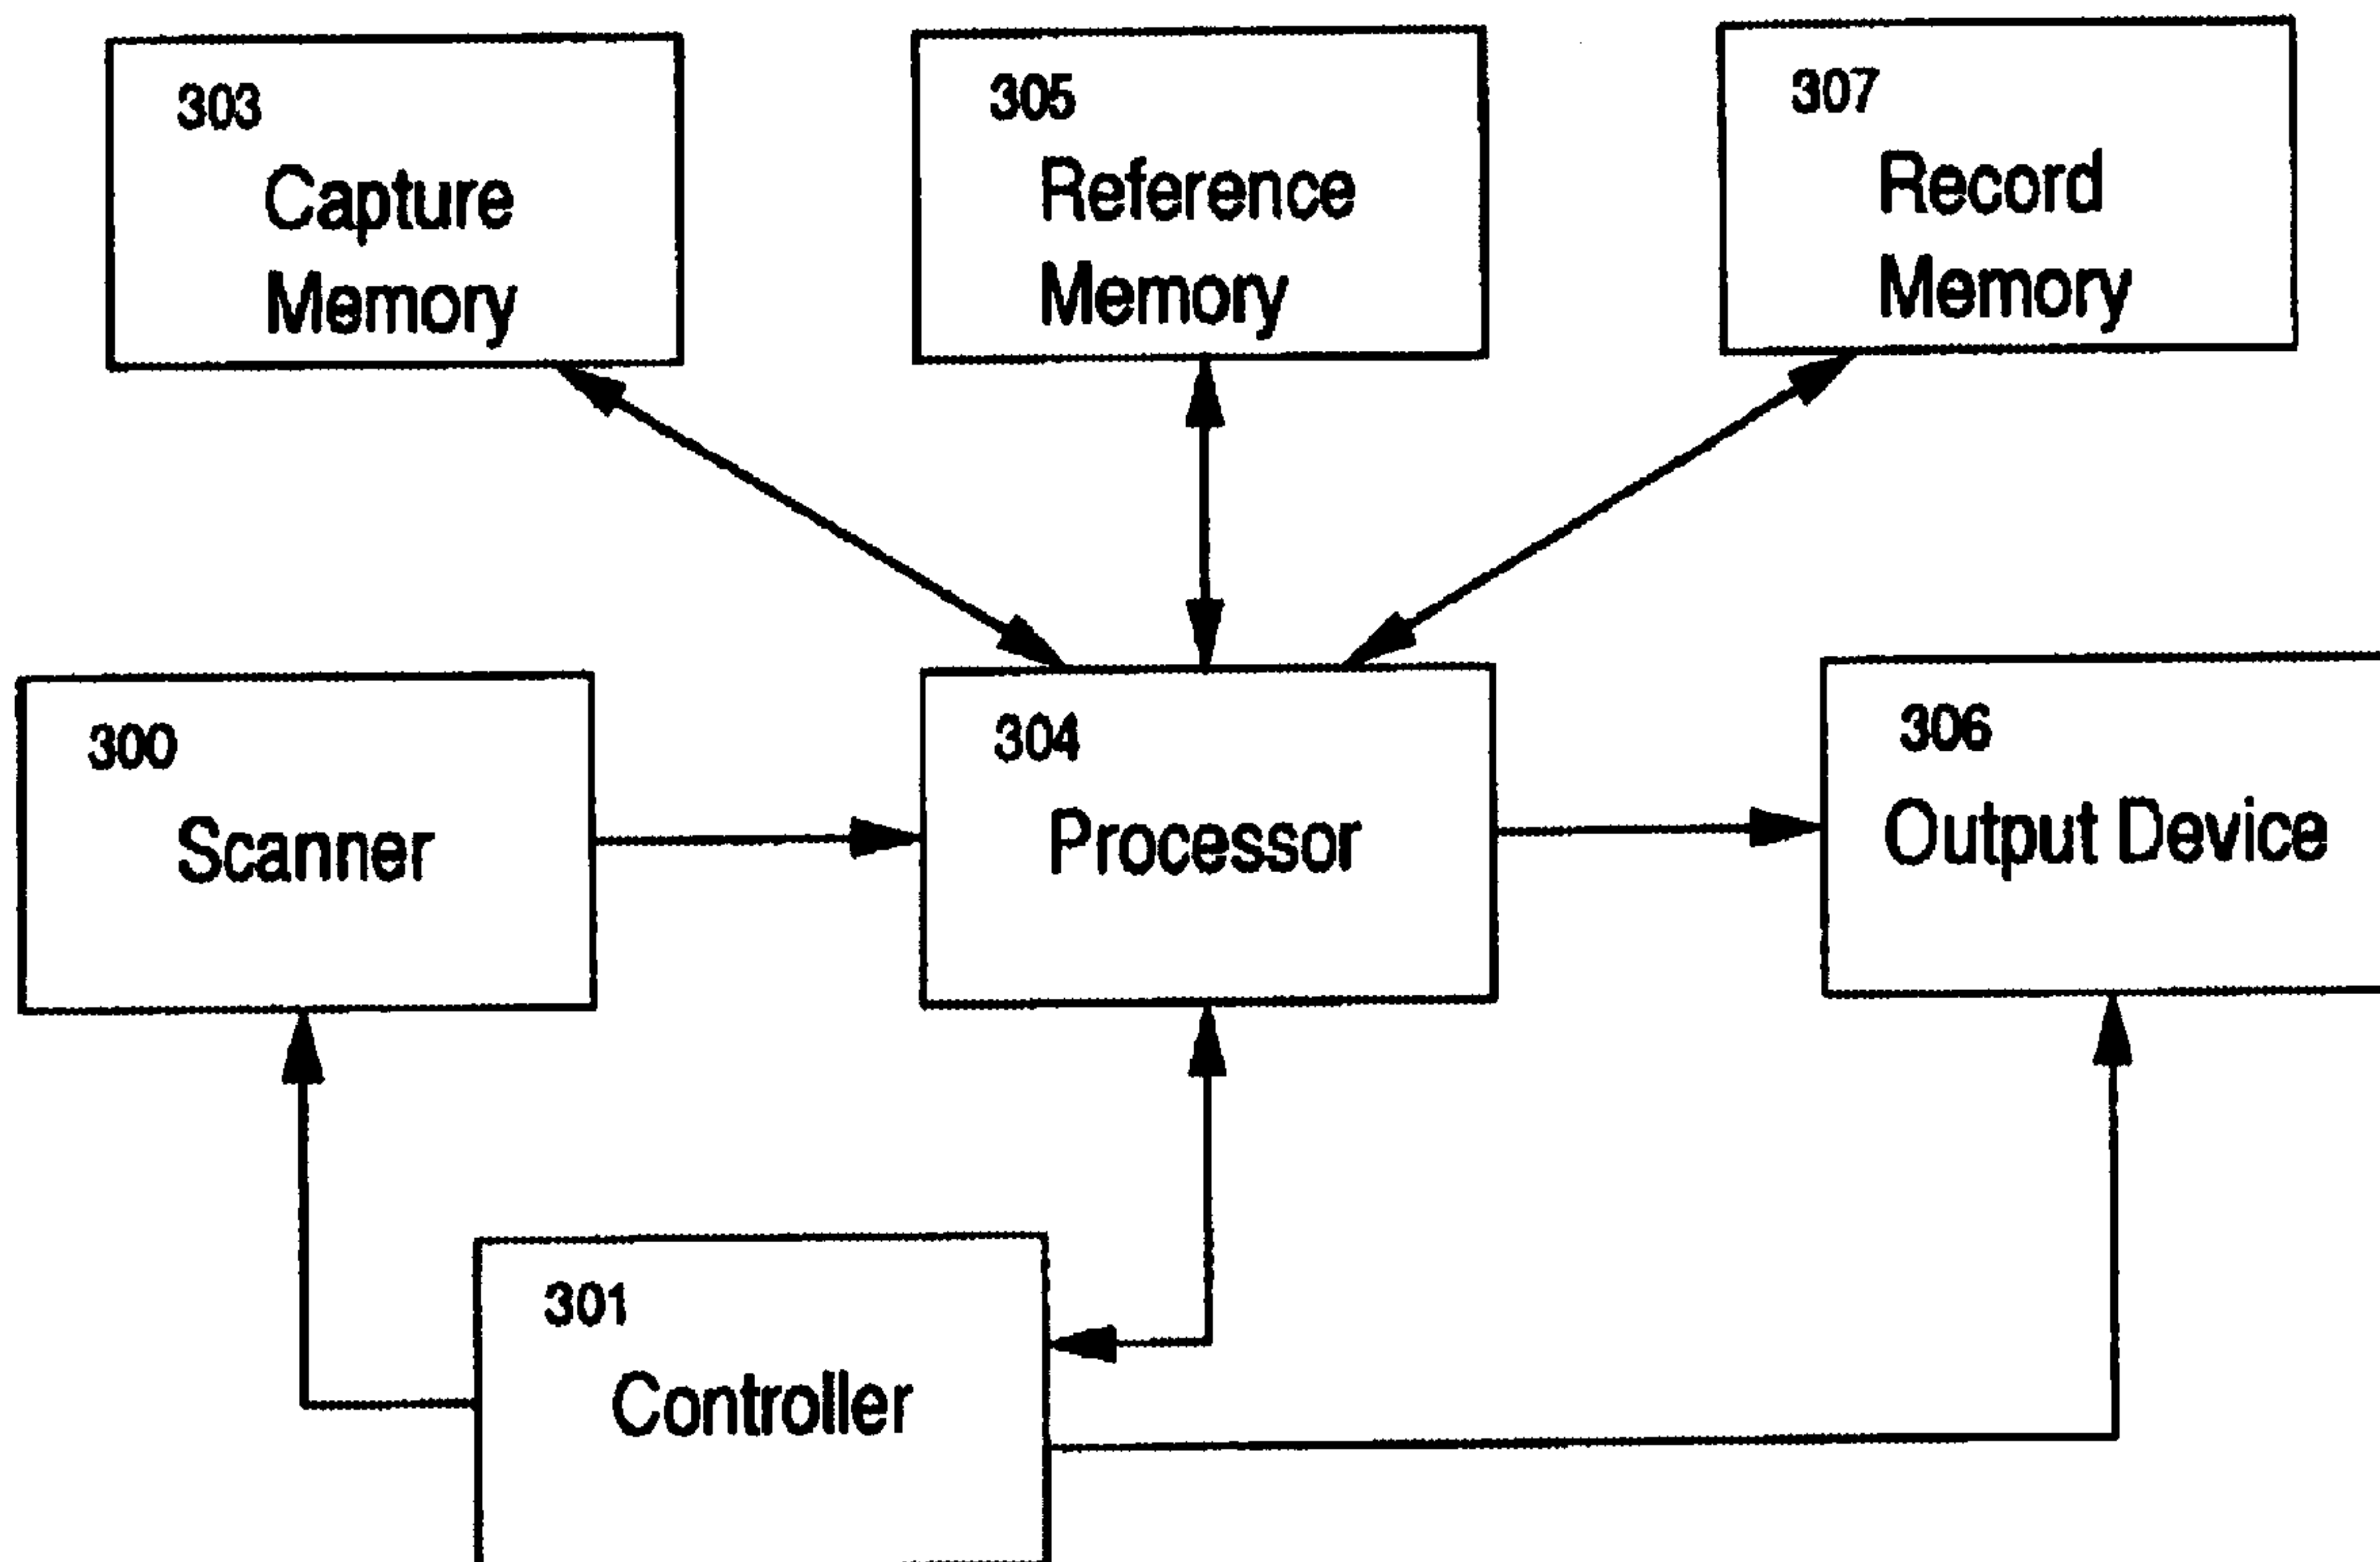 303
Capture
Memory
305
Reference
Memory
307
Record
Memory
300
Scanner
304
Processor
306
Output Device
301
Controller